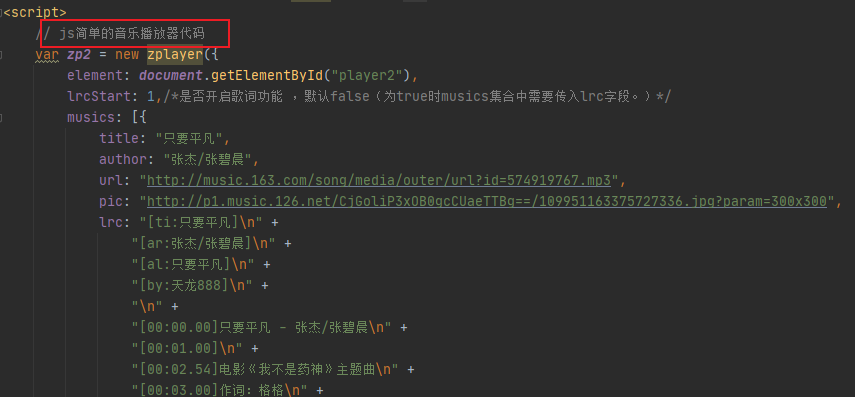 <script>
// js简单的音乐播放器代码
var zp2 = new zplayer({
element: document.getElementById("player2"),
lrcStart: 1,/*是否开启歌词功能 ，默认false（为true时musics集合中需要传入lrc字段。）*/
musics: [{
title: "只要平凡",
author: "张杰/张碧晨",
url: "http://music.163.com/song/media/outer/url?id=574919767.mp3",
pic: "http://p1.music.126.net/CjGoliP3xOB0qcCUaeTTBg==/109951163375727336.jpg?param=300x300",
lrc: "[ti:只要平凡]\n" +
"[ar:张杰/张碧晨]\n" +
"[al:只要平凡]\n" +
"[by:天龙888]\n" +
"\n" +
"[00:00.00]只要平凡 - 张杰/张碧晨\n" +
"[00:01.00]\n" +
"[00:02.54]电影《我不是药神》主题曲\n" +
"[00:03.00]作词：格格\n" +